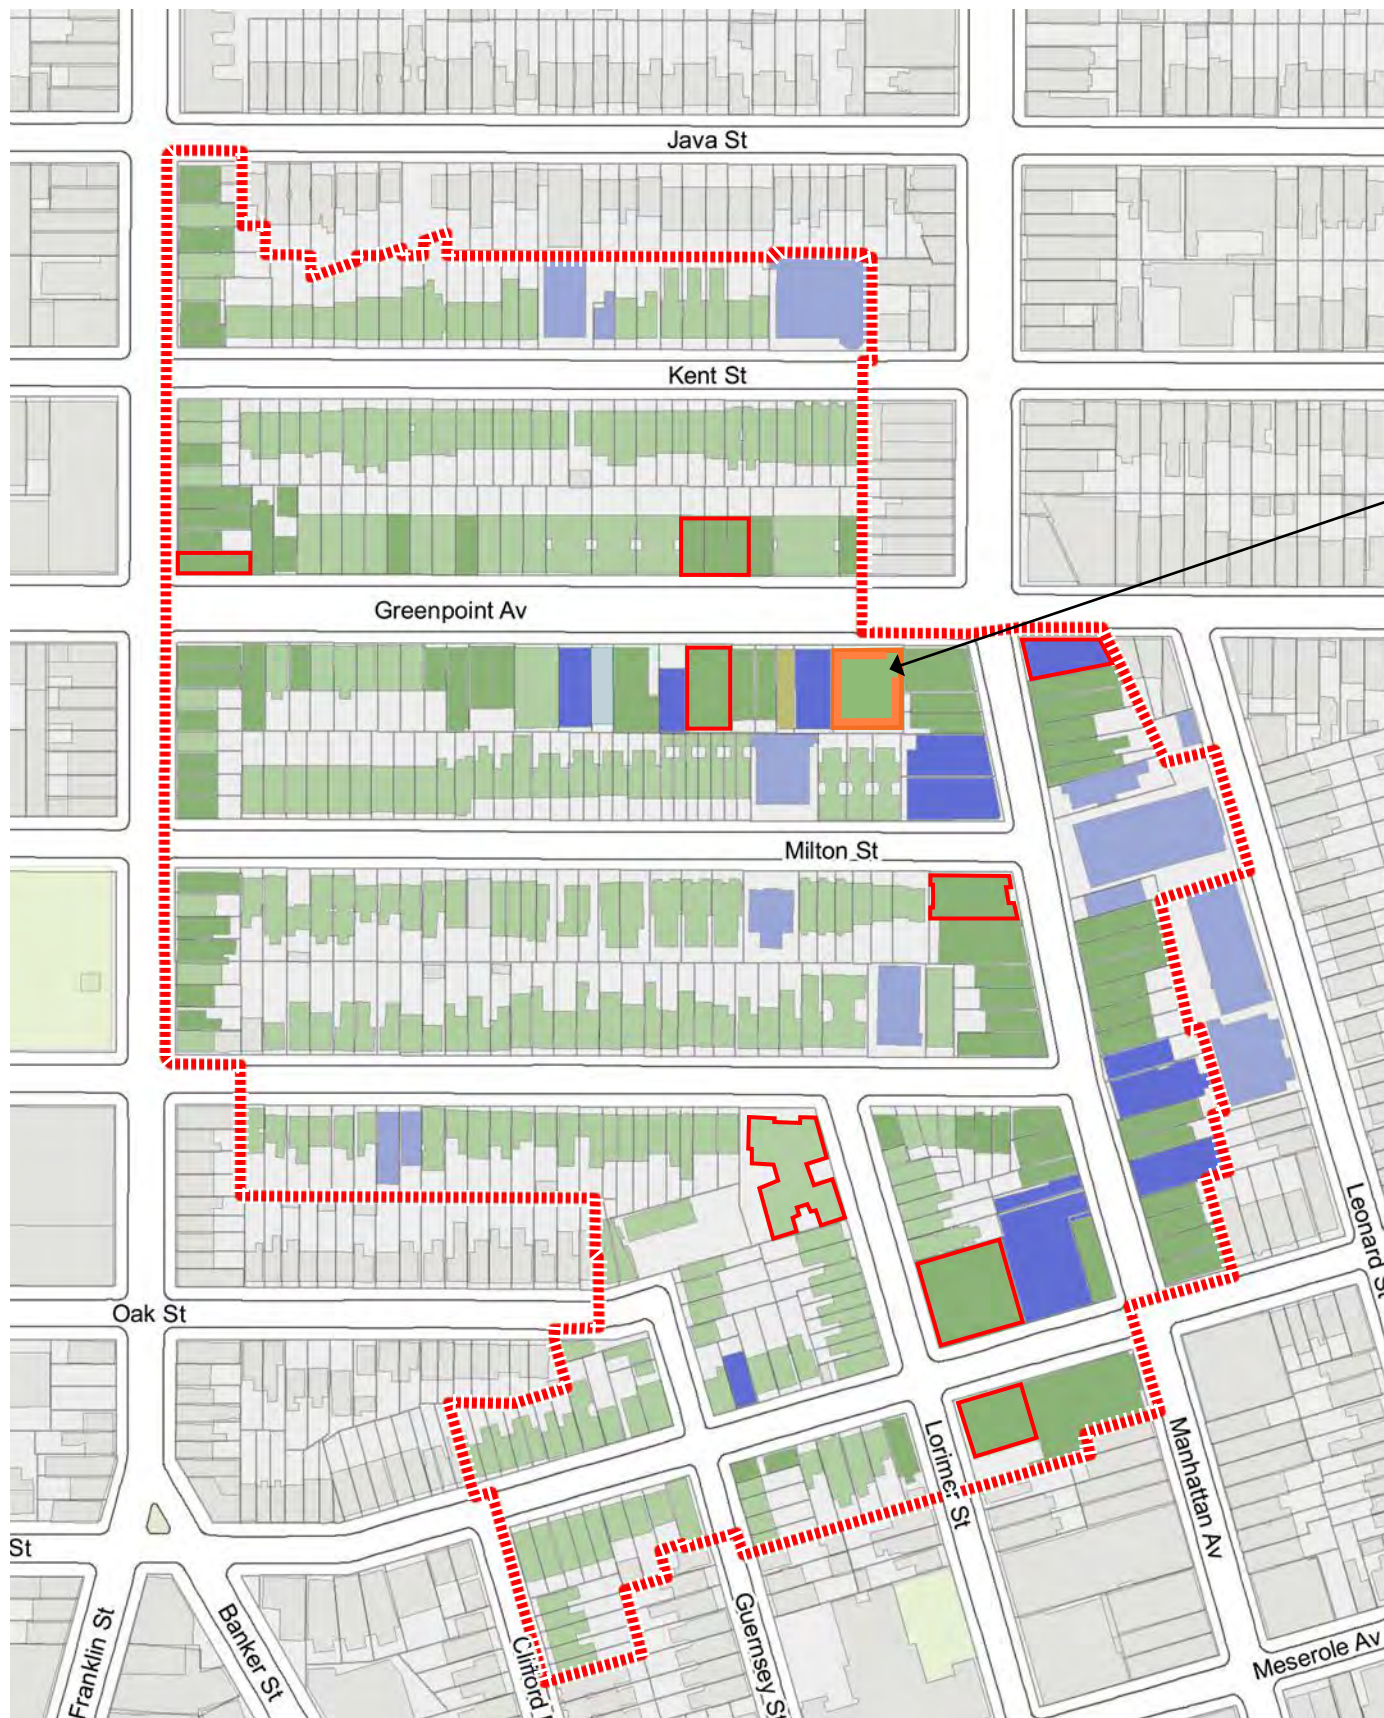 Java St
Kent St
Greenpoint Av
Milton St
Oak St
Leonard St
Lorimer St
Manhattan Av
St
Franklin St
Banker St
Clifford
Guernsey St
Meserole Av